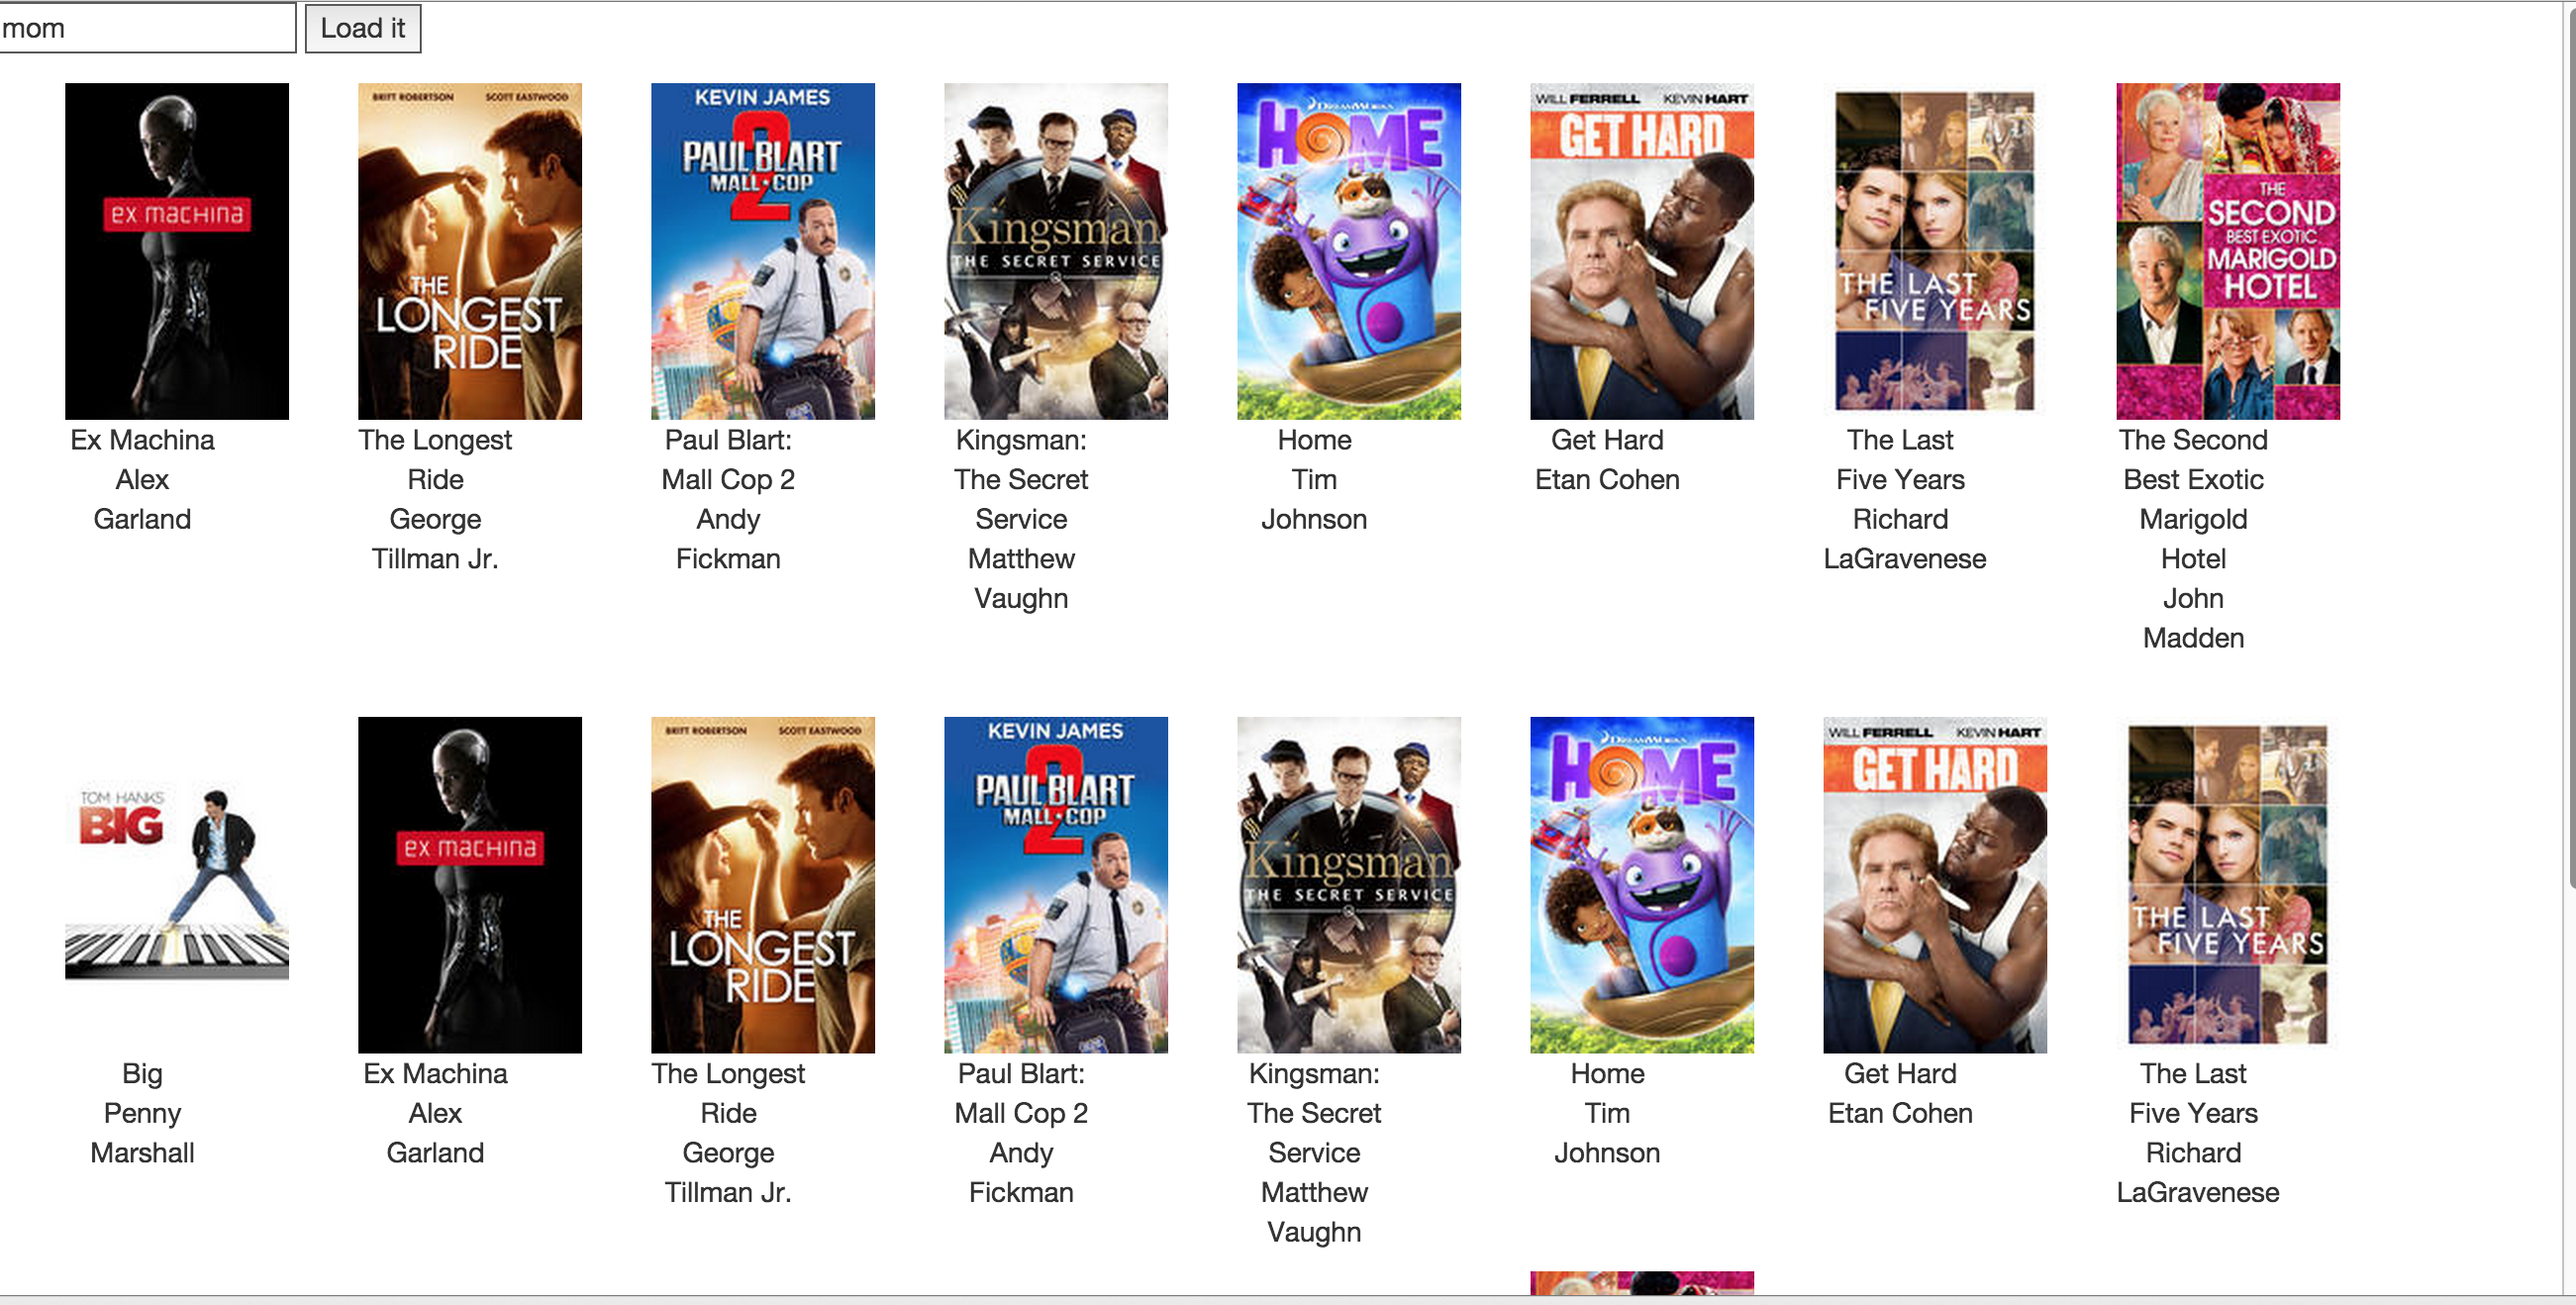 mom
Load it
ex machina
Ex Machina
Alex
Garland
BRITT ROBERTSON SCOTT EASTWOOD
THE
LONGEST
RIDE
The Longest
Ride
George
Tillman Jr.
KEVIN JAMES
2
PAUL BLART
MALL COP
Paul Blart:
Mall Cop 2
Andy
Fickman
Kingsman
THE SECRET SERVICE
Kingsman:
The Secret
Service
Matthew
Vaughn
DREAMWORKS
HOME
Home
Tim
Johnson
WILL FERRELL KEVIN HART
GET HARD
Get Hard
Etan Cohen
THE LAST
FIVE YEARS
The Last
Five Years
Richard
LaGravenese
THE
SECOND
BEST EXOTIC
MARIGOLD
HOTEL
The Second
Best Exotic
Marigold
Hotel
John
Madden
TOM HANKS
BIG
Big
Penny
Marshall
ex machina
Ex Machina
Alex
Garland
BRITT ROBERTSON SCOTT EASTWOOD
THE
LONGEST
RIDE
The Longest
Ride
George
Tillman Jr.
KEVIN JAMES
2
PAUL BLART
MALL COP
Paul Blart:
Mall Cop 2
Andy
Fickman
Kingsman
THE SECRET SERVICE
Kingsman:
The Secret
Service
Matthew
Vaughn
DREAMWORKS
HOME
Home
Tim
Johnson
WILL FERRELL KEVIN HART
GET HARD
Get Hard
Etan Cohen
THE LAST
FIVE YEARS
The Last
Five Years
Richard
LaGravenese